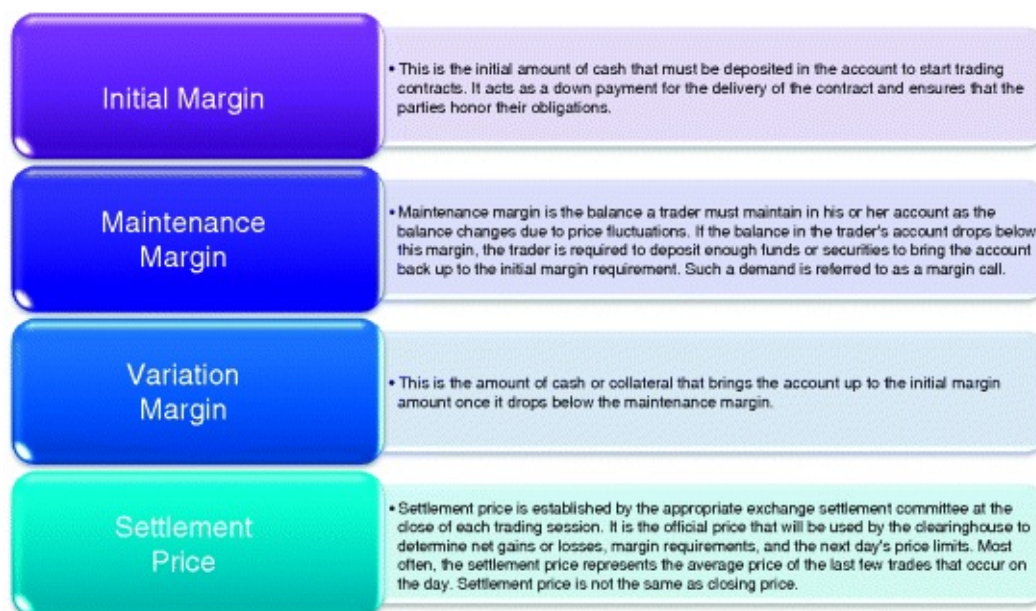 Initial Margin
• This is the initial amount of cash that must be deposited in the account to start trading
contracts. It acts as a down payment for the delivery of the contract and ensures that the
parties honor their obligations.
Maintenance
Margin
• Maintenance margin is the balance a trader must maintain in his or her account as the
balance changes due to price fluctuations. If the balance in the trader's account drops below
this margin, the trader is required to deposit enough funds or securities to bring the account
back up to the initial margin requirement. Such a demand is referred to as a margin call.
Variation
Margin
• This is the amount of cash or collateral that brings the account up to the initial margin
amount once it drops below the maintenance margin.
Settlement
Price
• Settlement price is established by the appropriate exchange settlement committee at the
close of each trading session. It is the official price that will be used by the clearinghouse to
determine net gains or losses, margin requirements, and the next day's price limits. Most
often, the settlement price represents the average price of the last few trades that occur on
the day. Settlement price is not the same as closing price.